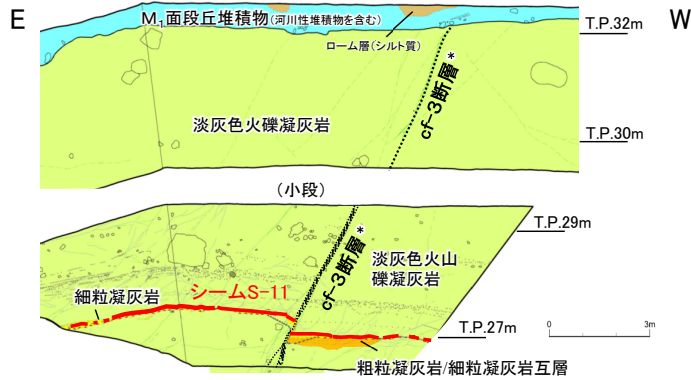 E
W
M₁面段丘堆積物(河川性堆積物を含む)
ローム層(シルト質)
T.P.32m
cf-3断層*
淡灰色火礫凝灰岩
T.P.30m
(小段)
T.P.29m
cf-3断層*
淡灰色火山
礫凝灰岩
シームS-11
細粒凝灰岩
T.P.27m
0 3m
粗粒凝灰岩/細粒凝灰岩互層